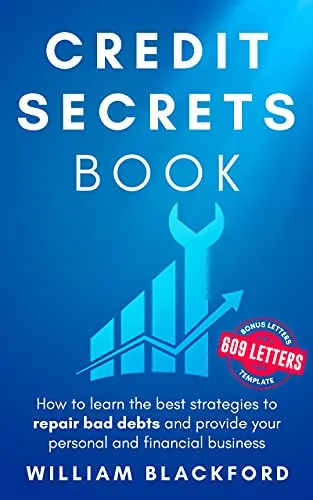 CREDIT
SECRETS
BOOK
BONUS LETTERS
609 LETTERS
TEMPLATE
How to learn the best strategies to
repair bad debts and provide your
personal and financial business
WILLIAM BLACKFORD